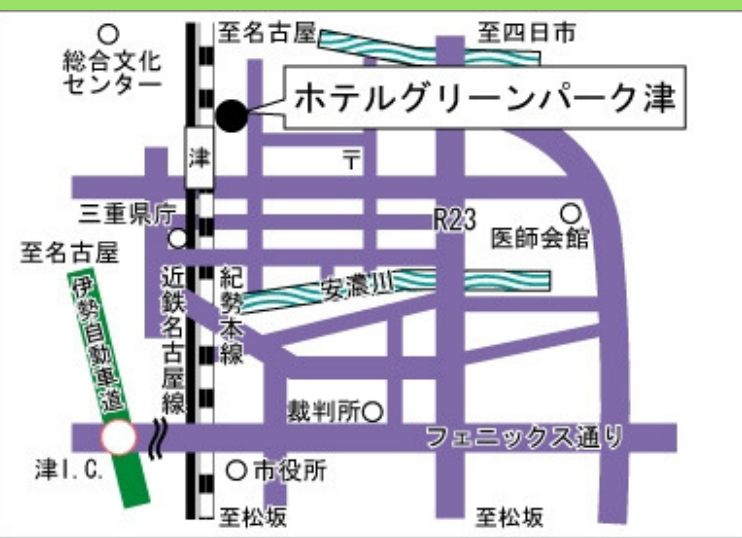 至名古屋
至四日市
総合文化
センター
ホテルグリーンパーク津
津
〒
三重県庁
R23
医師会館
至名古屋
伊勢自動車道
近鉄名古屋線
紀勢本線
安濃川
裁判所
フェニックス通り
津I.C.
市役所
至松坂
至松坂